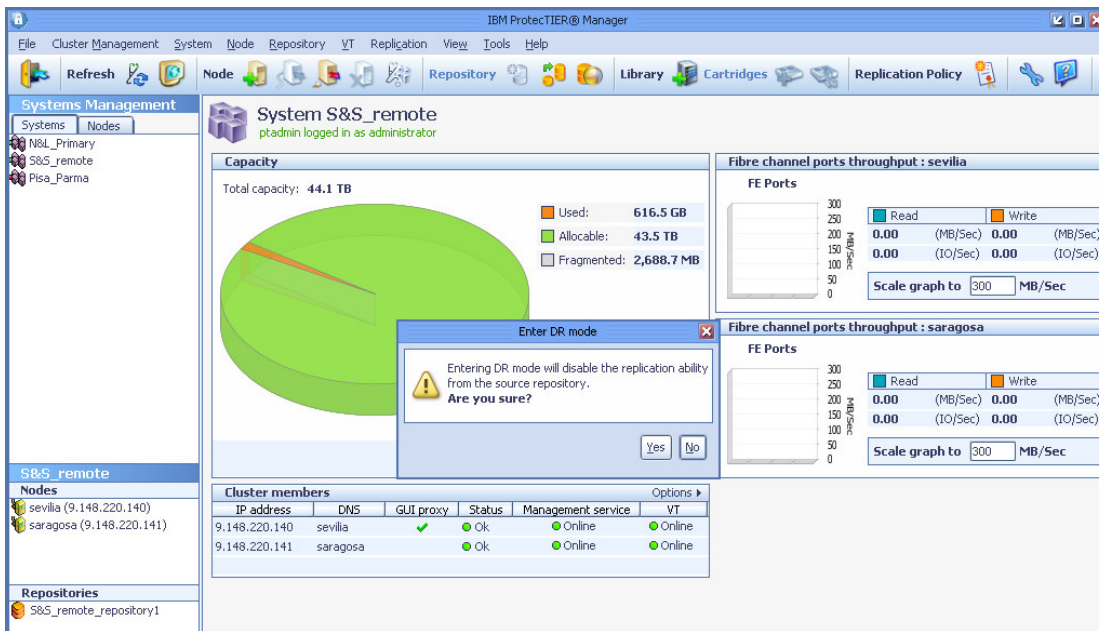 IBM ProtecTIER® Manager
File Cluster Management System Node Repository VT Replication View Tools Help
Refresh Node Repository Library Cartridges Replication Policy
Systems Management
Systems Nodes
N&L_Primary
S&S_remote
Pisa_Parma
System S&S_remote
ptadmin logged in as administrator
Capacity
Total capacity: 44.1 TB
Used: 616.5 GB
Allocable: 43.5 TB
Fragmented: 2,688.7 MB
Fibre channel ports throughput : sevilia
FE Ports
300
250
200
150
100
50
0
MB/Sec
Read Write
0.00 (MB/Sec) 0.00 (MB/Sec)
0.00 (IO/Sec) 0.00 (IO/Sec)
Scale graph to 300 MB/Sec
Fibre channel ports throughput : saragosa
FE Ports
300
250
200
150
100
50
0
MB/Sec
Read Write
0.00 (MB/Sec) 0.00 (MB/Sec)
0.00 (IO/Sec) 0.00 (IO/Sec)
Scale graph to 300 MB/Sec
Enter DR mode
Entering DR mode will disable the replication ability
from the source repository.
Are you sure?
Yes No
S&S_remote
Nodes
sevilia (9.148.220.140)
saragosa (9.148.220.141)
Repositories
S&S_remote_repository1
Cluster members Options
IP address DNS GUI proxy Status Management service VT
9.148.220.140 sevilia Ok Online Online
9.148.220.141 saragosa Ok Online Online